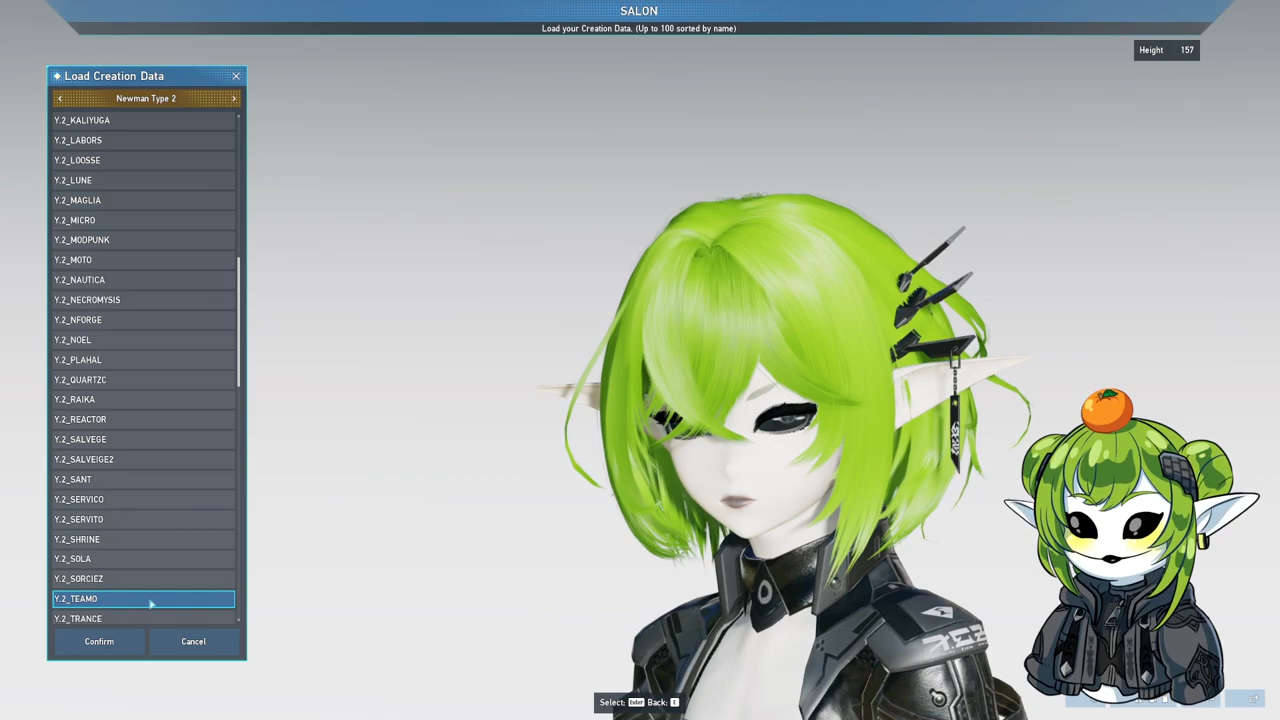 SALON
Load your Creation Data. (Up to 100 sorted by name)
Height 157
Load Creation Data
Newman Type 2
Y.2_KALIYUGA
Y.2_LABORS
Y.2_LOOSSE
Y.2_LUNE
Y.2_MAGLIA
Y.2_MICRO
Y.2_MODPUNK
Y.2_MOTO
Y.2_NAUTICA
Y.2_NECROMYSIS
Y.2_NFORGE
Y.2_NOEL
Y.2_PLAHAL
Y.2_QUARTZC
Y.2_RAIKA
Y.2_REACTOR
Y.2_SALVEGE
Y.2_SALVEIGE2
Y.2_SANT
Y.2_SERVICO
Y.2_SERVITO
Y.2_SHRINE
Y.2_SOLA
Y.2_SORCIEZ
Y.2_TEAMO
Y.2_TRANCE
Confirm Cancel
Select: Enter Back: E